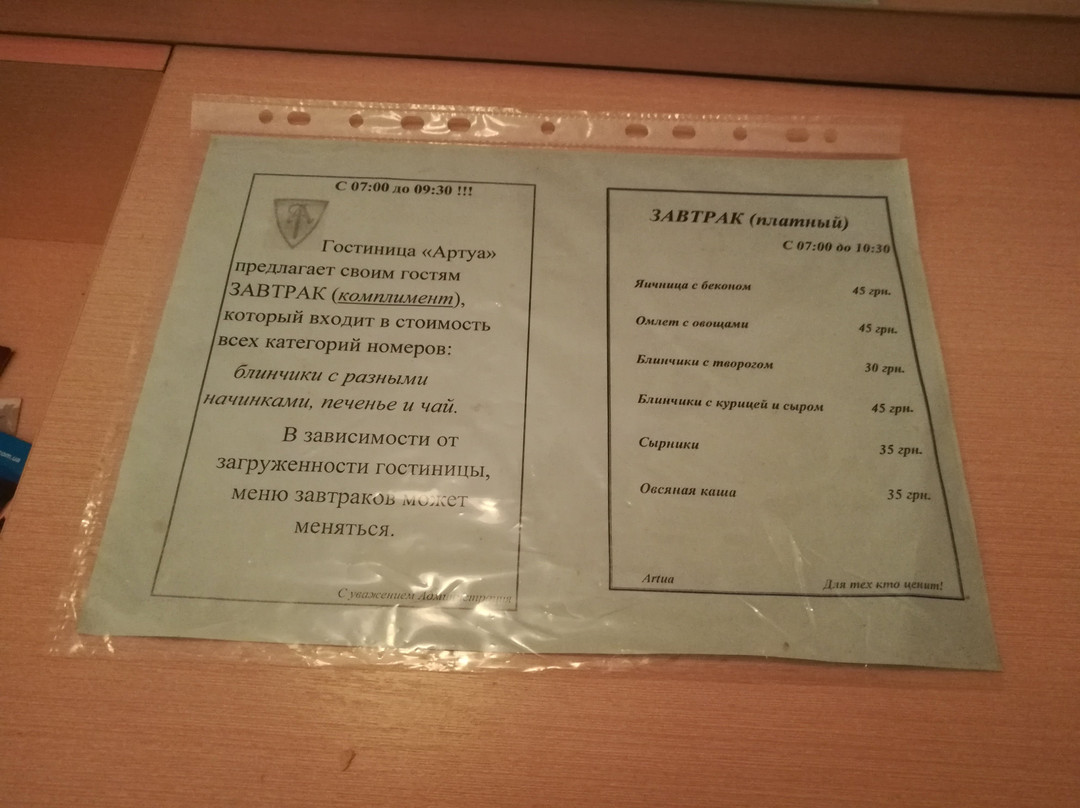 С 07:00 до 09:30 !!!
Гостиница «Артуа»
предлагает своим гостям
ЗАВТРАК (комплимент),
который входит в стоимость
всех категорий номеров:
блинчики с разными
начинками, печенье и чай.
В зависимости от
загруженности гостиницы,
меню завтраков может
меняться.
С уважением Администрация
ЗАВТРАК (платный)
С 07:00 до 10:30
Яичница с беконом 45 грн.
Омлет с овощами 45 грн.
Блинчики с творогом 30 грн.
Блинчики с курицей и сыром 45 грн.
Сырники 35 грн.
Овсяная каша 35 грн.
Artua Для тех кто ценит!